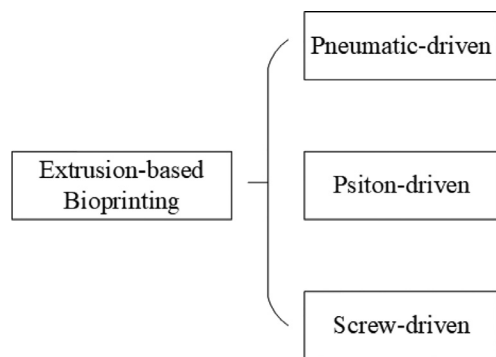 Pneumatic-driven
Extrusion-based
Bioprinting
Psiton-driven
Screw-driven